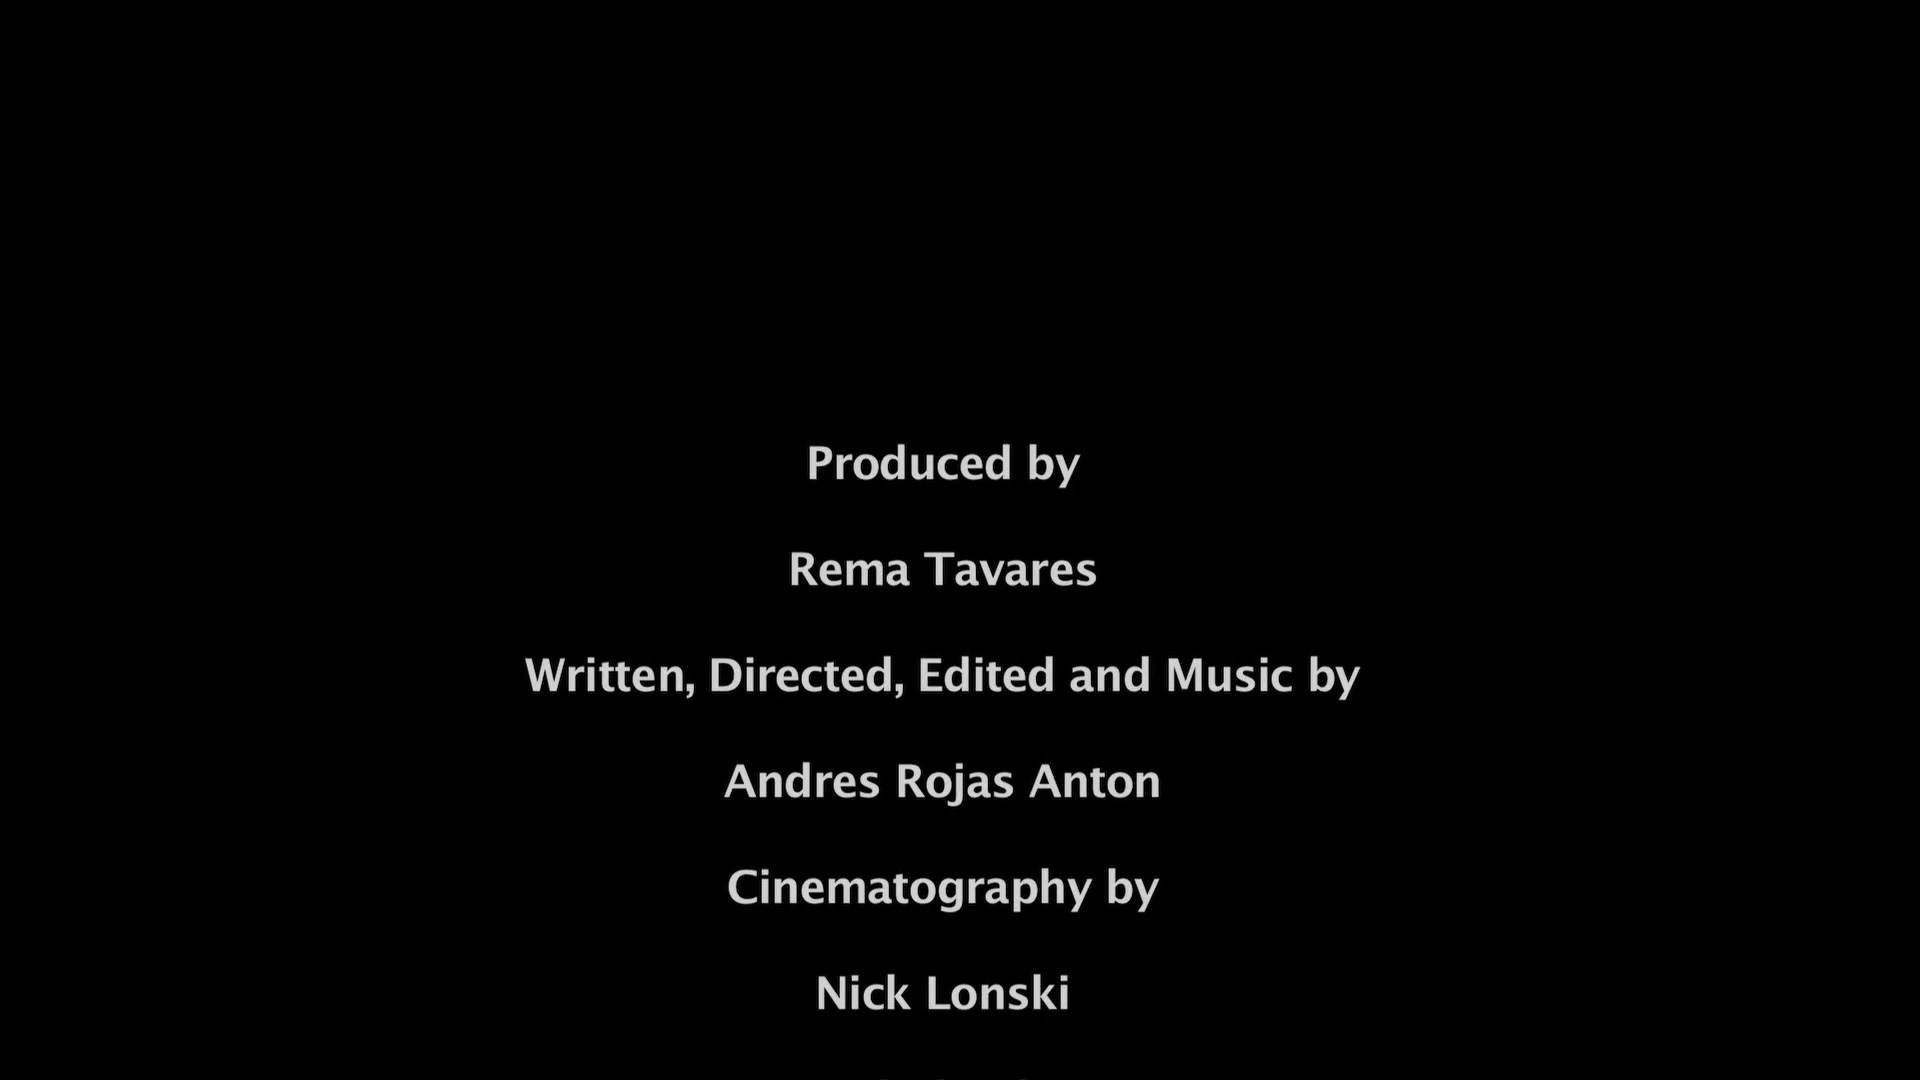 Produced by
Rema Tavares
Written, Directed, Edited and Music by
Andres Rojas Anton
Cinematography by
Nick Lonski